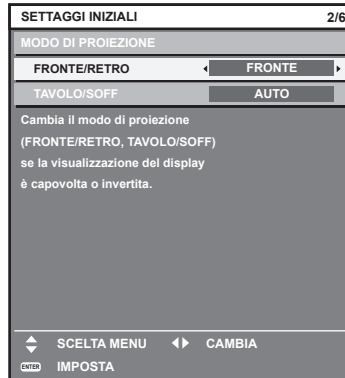 SETTAGGI INIZIALI 2/6
MODO DI PROIEZIONE
FRONTE/RETRO FRONTE
TAVOLO/SOFF AUTO
Cambia il modo di proiezione
(FRONTE/RETRO, TAVOLO/SOFF)
se la visualizzazione del display
è capovolta o invertita.
SCELTA MENU CAMBIA
ENTER IMPOSTA